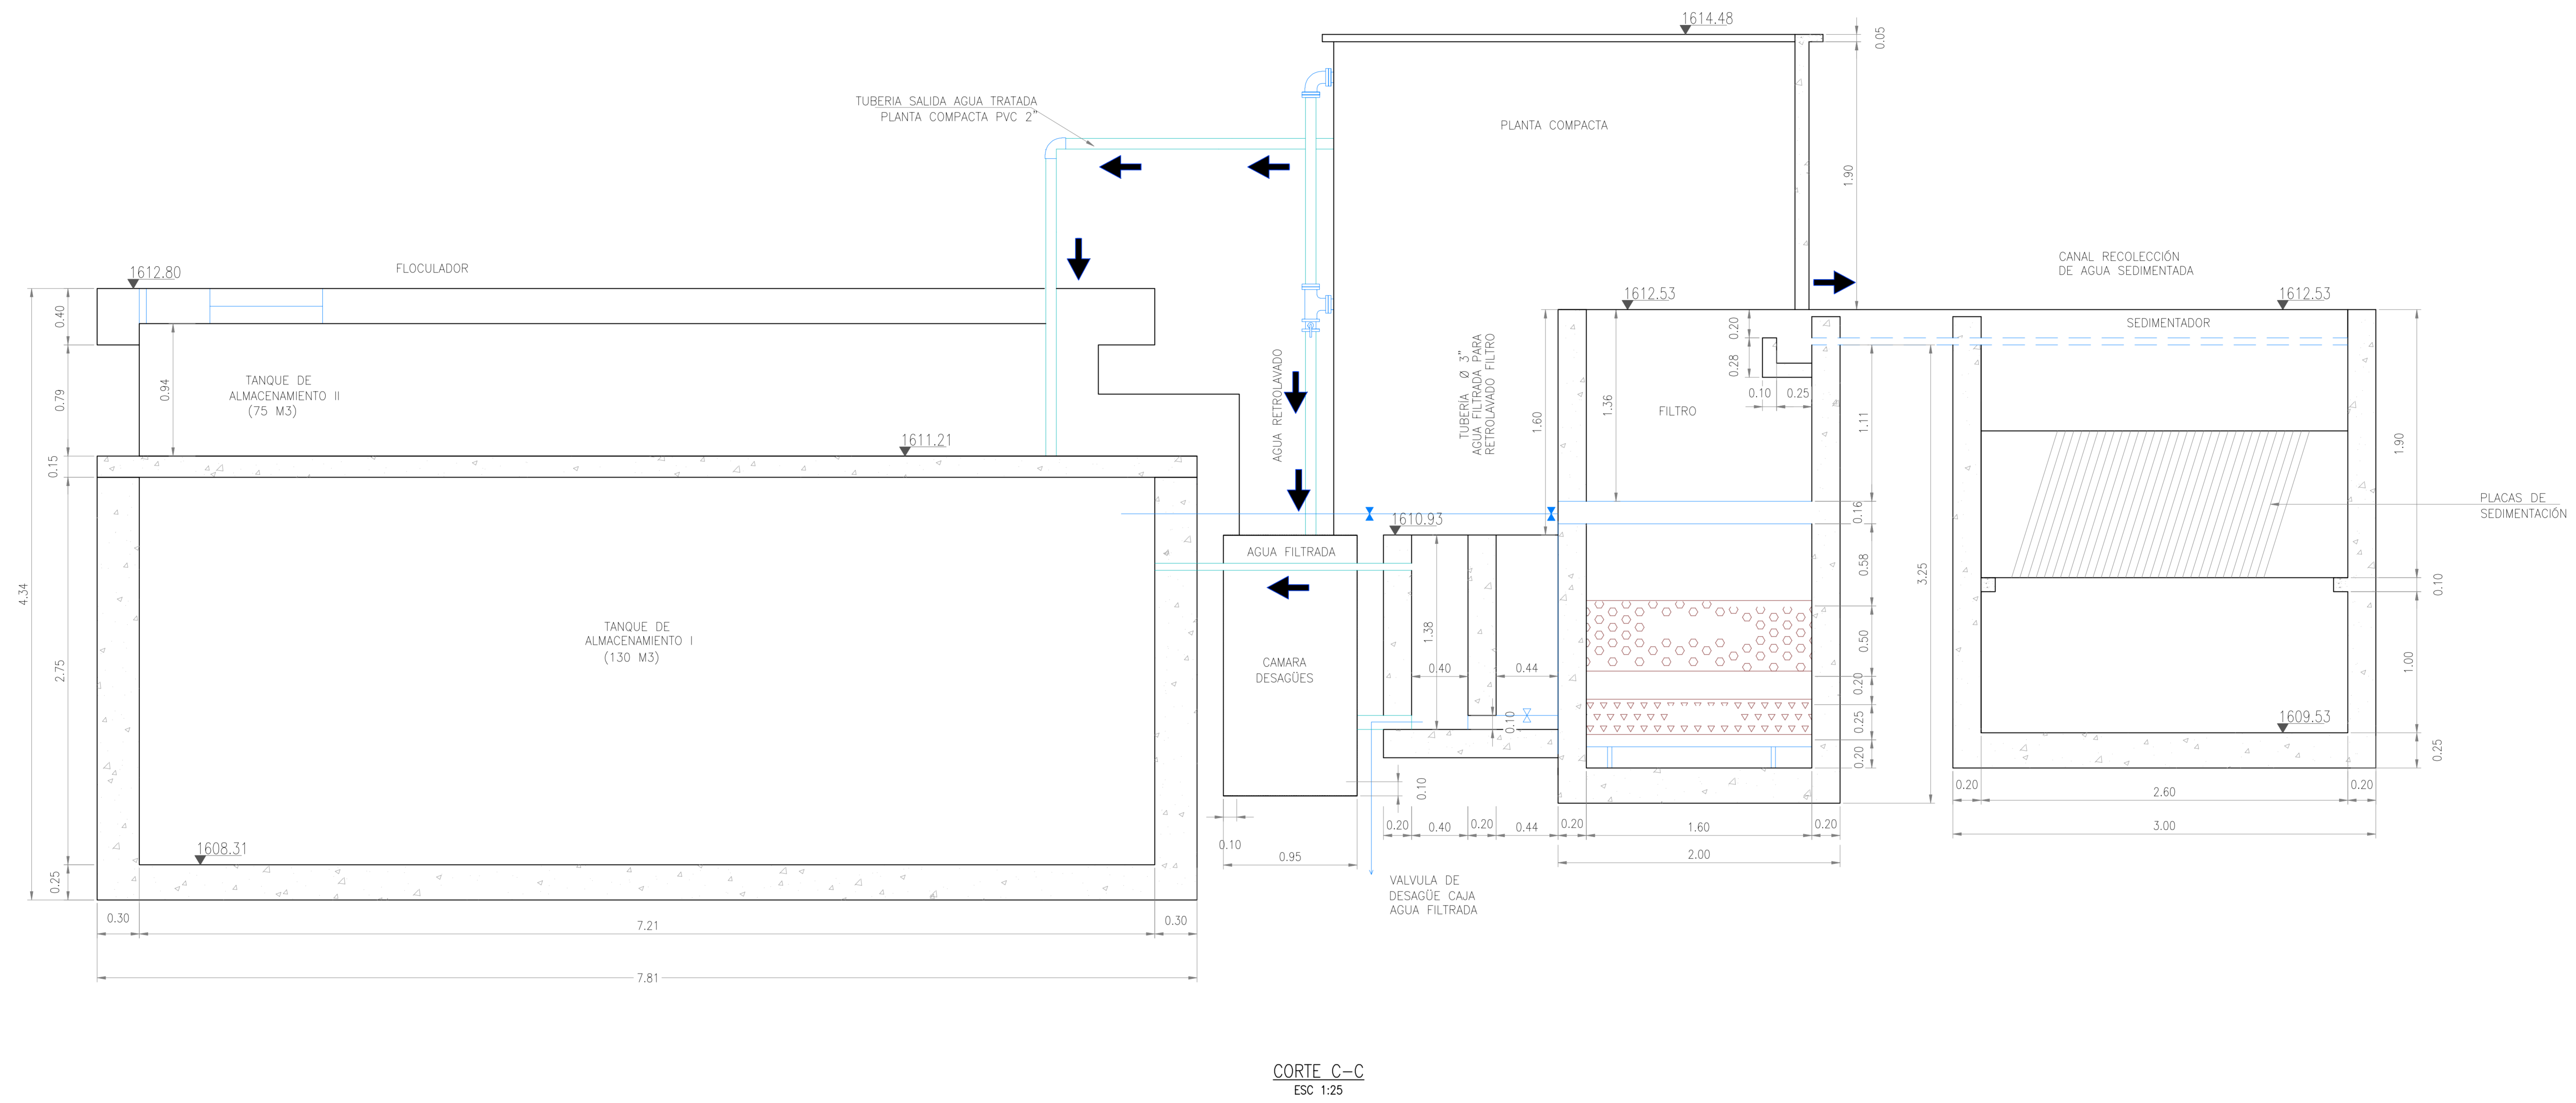 1614.48
0.05
TUBERIA SALIDA AGUA TRATADA
PLANTA COMPACTA PVC 2"
PLANTA COMPACTA
1.90
CANAL RECOLECCIÓN
DE AGUA SEDIMENTADA
1612.80
FLOCULADOR
1612.53
1612.53
SEDIMENTADOR
0.40
0.79
0.94
0.15
4.34
2.75
0.25
TANQUE DE
ALMACENAMIENTO II
(75 M3)
1611.21
AGUA RETROLAVADO
TUBERÍA Ø 3"
AGUA FILTRADA PARA
RETROLAVADO FILTRO
1.60
1.36
FILTRO
0.20
0.28
0.10
0.25
1.11
0.16
3.25
0.58
0.50
0.20
0.25
0.20
1.90
0.10
1.00
0.25
PLACAS DE
SEDIMENTACIÓN
1610.93
AGUA FILTRADA
TANQUE DE
ALMACENAMIENTO I
(130 M3)
CAMARA
DESAGÜES
1.38
0.40
0.44
0.10
0.10
1609.53
1608.31
0.10
0.95
0.20
0.40
0.20
0.44
0.20
1.60
0.20
2.00
0.20
2.60
0.20
3.00
VALVULA DE
DESAGÜE CAJA
AGUA FILTRADA
0.30
7.21
0.30
7.81
CORTE C-C
ESC 1:25